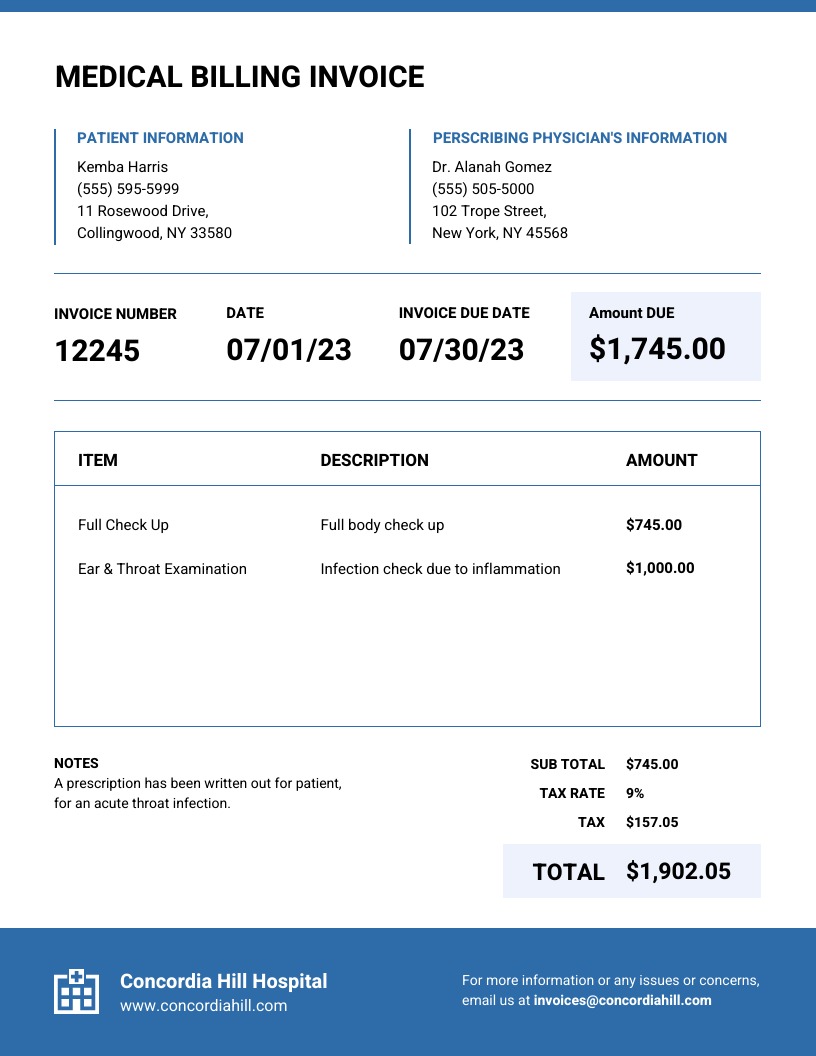 MEDICAL BILLING INVOICE
PATIENT INFORMATION
Kemba Harris
(555) 595-5999
11 Rosewood Drive,
Collingwood, NY 33580
PERSCRIBING PHYSICIAN'S INFORMATION
Dr. Alanah Gomez
(555) 505-5000
102 Trope Street,
New York, NY 45568
INVOICE NUMBER
12245
DATE
07/01/23
INVOICE DUE DATE
07/30/23
Amount DUE
$1,745.00
ITEM DESCRIPTION AMOUNT
Full Check Up Full body check up $745.00
Ear & Throat Examination Infection check due to inflammation $1,000.00
NOTES
A prescription has been written out for patient,
for an acute throat infection.
SUB TOTAL $745.00
TAX RATE 9%
TAX $157.05
TOTAL $1,902.05
Concordia Hill Hospital
www.concordiahill.com
For more information or any issues or concerns,
email us at invoices@concordiahill.com